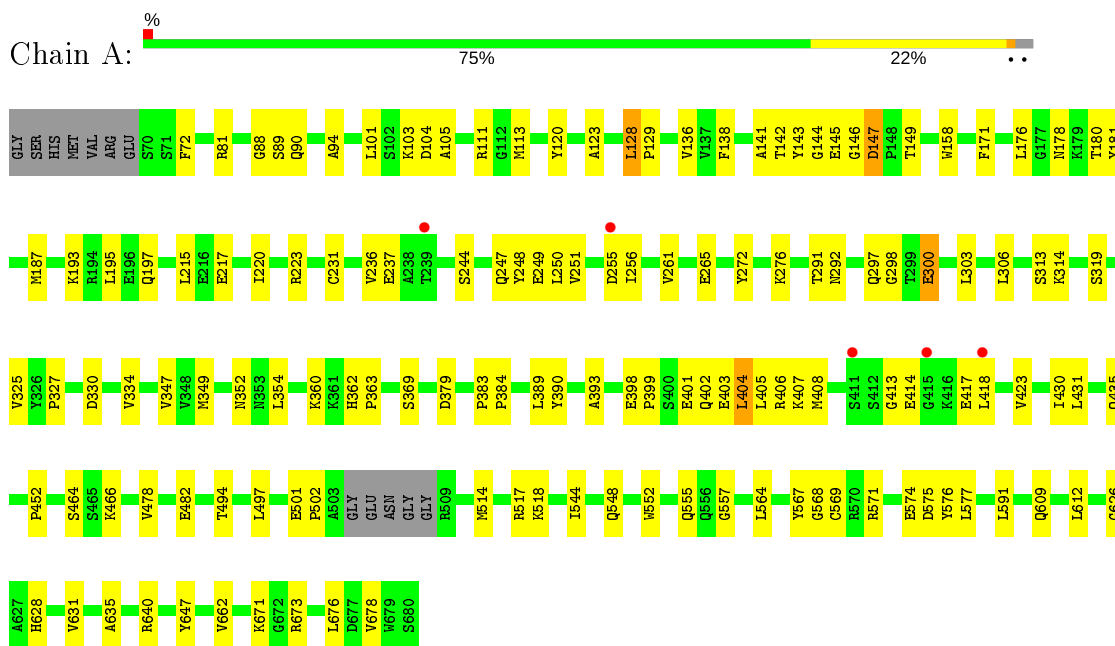 %
Chain A:
75% 22% • •
GLY SER HIS MET VAL ARG GLU S70 S71 F72 R81 G88 S89 Q90 A94 L101 S102 K103 D104 A105 R111 G112 M113 Y120 A123 L128 P129 V136 V137 F138 A141 T142 Y143 G144 E145 G146 D147 P148 T149 W158 F171 L176 G177 N178 K179 T180 Y181
M187 K193 R194 L195 E196 Q197 L215 E216 E217 I220 R223 C231 V236 E237 A238 T239 S244 Q247 Y248 E249 L250 V251 D255 I256 V261 E265 Y272 K276 T291 N292 Q297 G298 T299 E300 L303 L306 S313 K314 S319
V325 Y326 P327 D330 V334 V347 V348 M349 N352 N353 L354 K360 K361 H362 P363 S369 D379 P383 P384 L389 Y390 A393 E398 P399 S400 E401 Q402 E403 L404 L405 R406 K407 M408 S411 S412 G413 E414 G415 K416 E417 L418 V423 I430 L431
P452 S464 S465 K466 V478 E482 T494 L497 E501 P502 A503 GLY GLU ASN GLY GLY R509 M514 R517 K518 I544 Q548 W552 Q555 Q556 G557 L564 Y567 G568 C569 R570 R571 E574 D575 Y576 L577 L591 Q609 L612
A627 H628 V631 A635 R640 Y647 V662 K671 G672 R673 L676 D677 V678 W679 S680